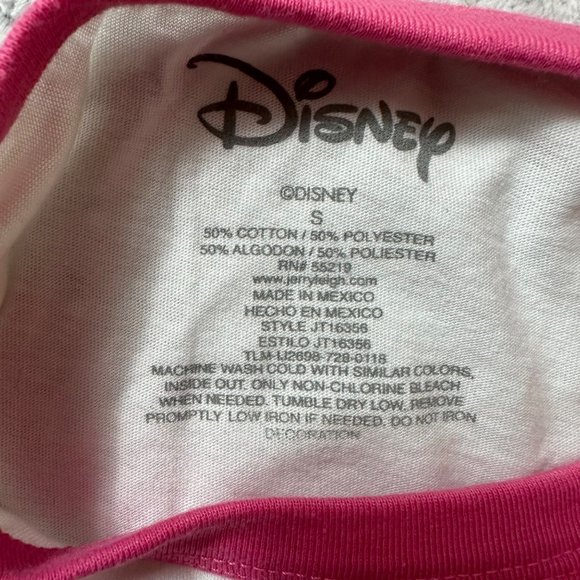 Disney
©DISNEY
S
50% COTTON / 50% POLYESTER
50% ALGODON / 50% POLIESTER
RN# 55219
www.jerryleigh.com
MADE IN MEXICO
HECHO EN MEXICO
STYLE JT16356
ESTILO JT16356
TLM-IJ2698-728-0118
MACHINE WASH COLD WITH SIMILAR COLORS,
INSIDE OUT. ONLY NON-CHLORINE BLEACH
WHEN NEEDED. TUMBLE DRY LOW. REMOVE
PROMPTLY LOW IRON IF NEEDED. DO NOT IRON
DECORATION